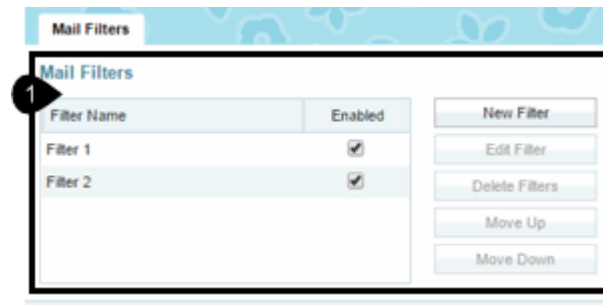 Mail Filters
Mail Filters
1
Filter Name Enabled New Filter
Filter 1 Edit Filter
Filter 2 Delete Filters
Move Up
Move Down